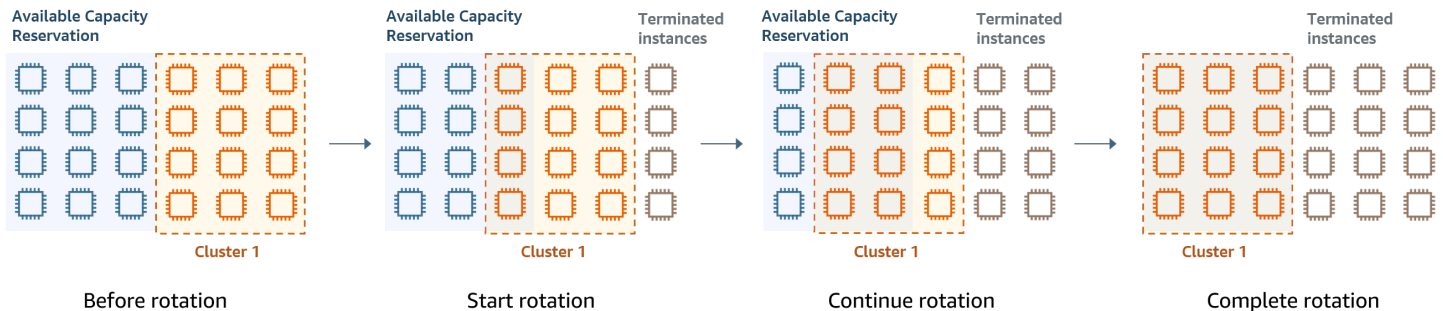 Available Capacity
Reservation
Cluster 1
Before rotation
Available Capacity
Reservation
Terminated
instances
Cluster 1
Start rotation
Available Capacity
Reservation
Terminated
instances
Cluster 1
Continue rotation
Terminated
instances
Cluster 1
Complete rotation